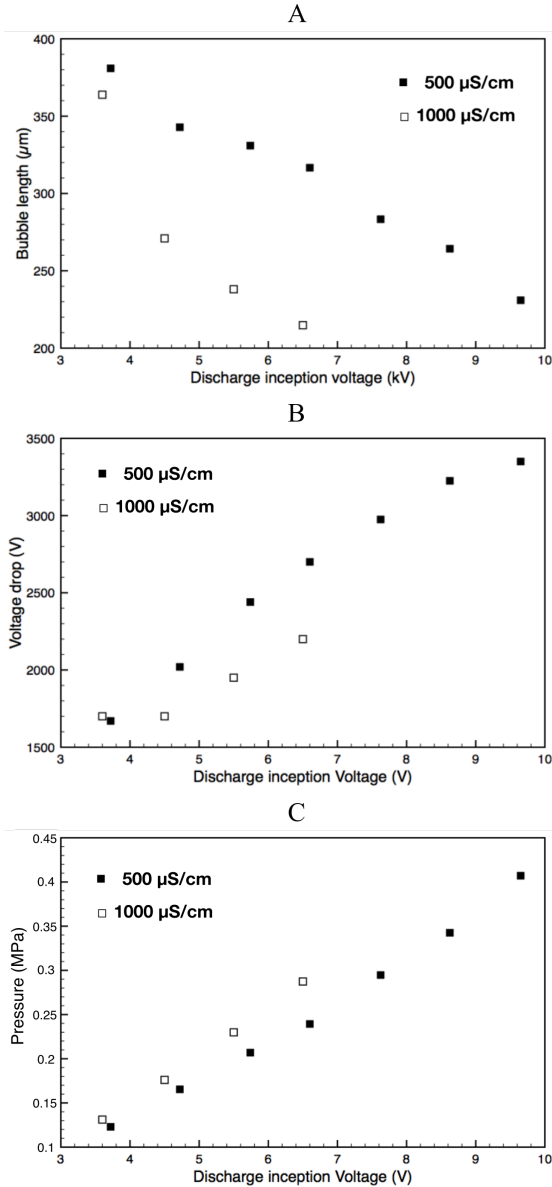 A
400
350
300
250
200
Bubble length (µm)
500 µS/cm
1000 µS/cm
3 4 5 6 7 8 9 10
Discharge inception voltage (kV)
B
3500
3000
2500
2000
1500
Voltage drop (V)
500 µS/cm
1000 µS/cm
3 4 5 6 7 8 9 10
Discharge inception Voltage (V)
C
0.45
0.4
0.35
0.3
0.25
0.2
0.15
0.1
Pressure (MPa)
500 µS/cm
1000 µS/cm
3 4 5 6 7 8 9 10
Discharge inception Voltage (V)